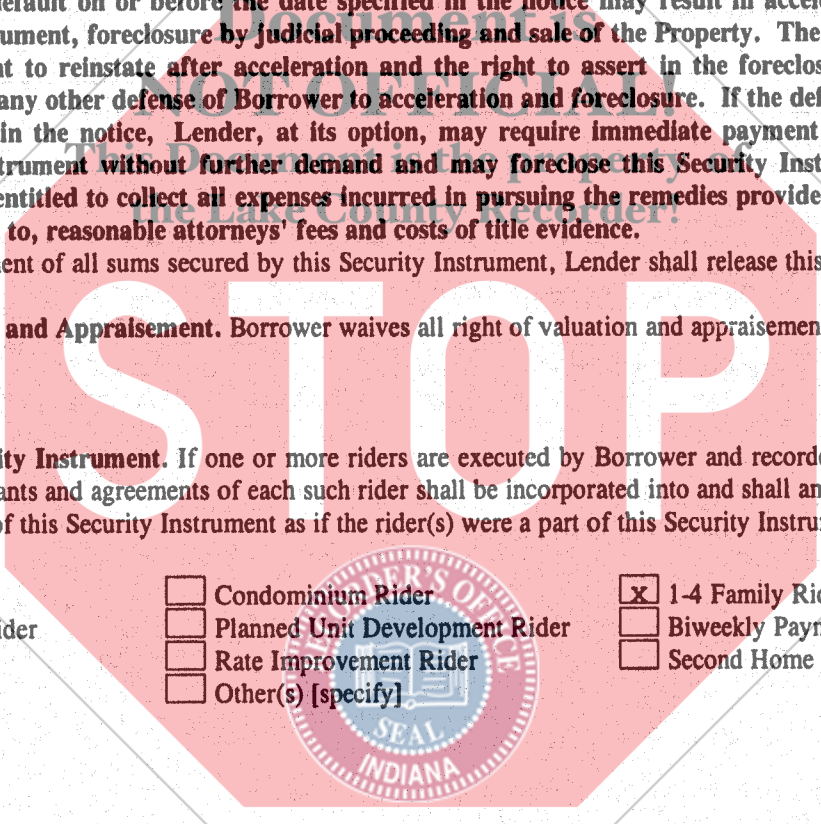 efault on or before the date specified in the notice may result in accel
Document is
ument, foreclosure by judicial proceeding and sale of the Property. The
nt to reinstate after acceleration and the right to assert in the foreclos
NOT OFFICIAL!
any other defense of Borrower to acceleration and foreclosure. If the def
in the notice, Lender, at its option, may require immediate payment
This Document is the property of
trument without further demand and may foreclose this Security Inst
entitled to collect all expenses incurred in pursuing the remedies provide
the Lake County Recorder!
to, reasonable attorneys' fees and costs of title evidence.
ent of all sums secured by this Security Instrument, Lender shall release this
and Appraisement. Borrower waives all right of valuation and appraisemen
STOP
ity Instrument. If one or more riders are executed by Borrower and recorde
ants and agreements of each such rider shall be incorporated into and shall am
of this Security Instrument as if the rider(s) were a part of this Security Instru
Condominium Rider
x 1-4 Family Rid
ider
Planned Unit Development Rider
Biweekly Paym
Rate Improvement Rider
Second Home
Other(s) [specify]
RECORDER'S OFFICE
SEAL
INDIANA